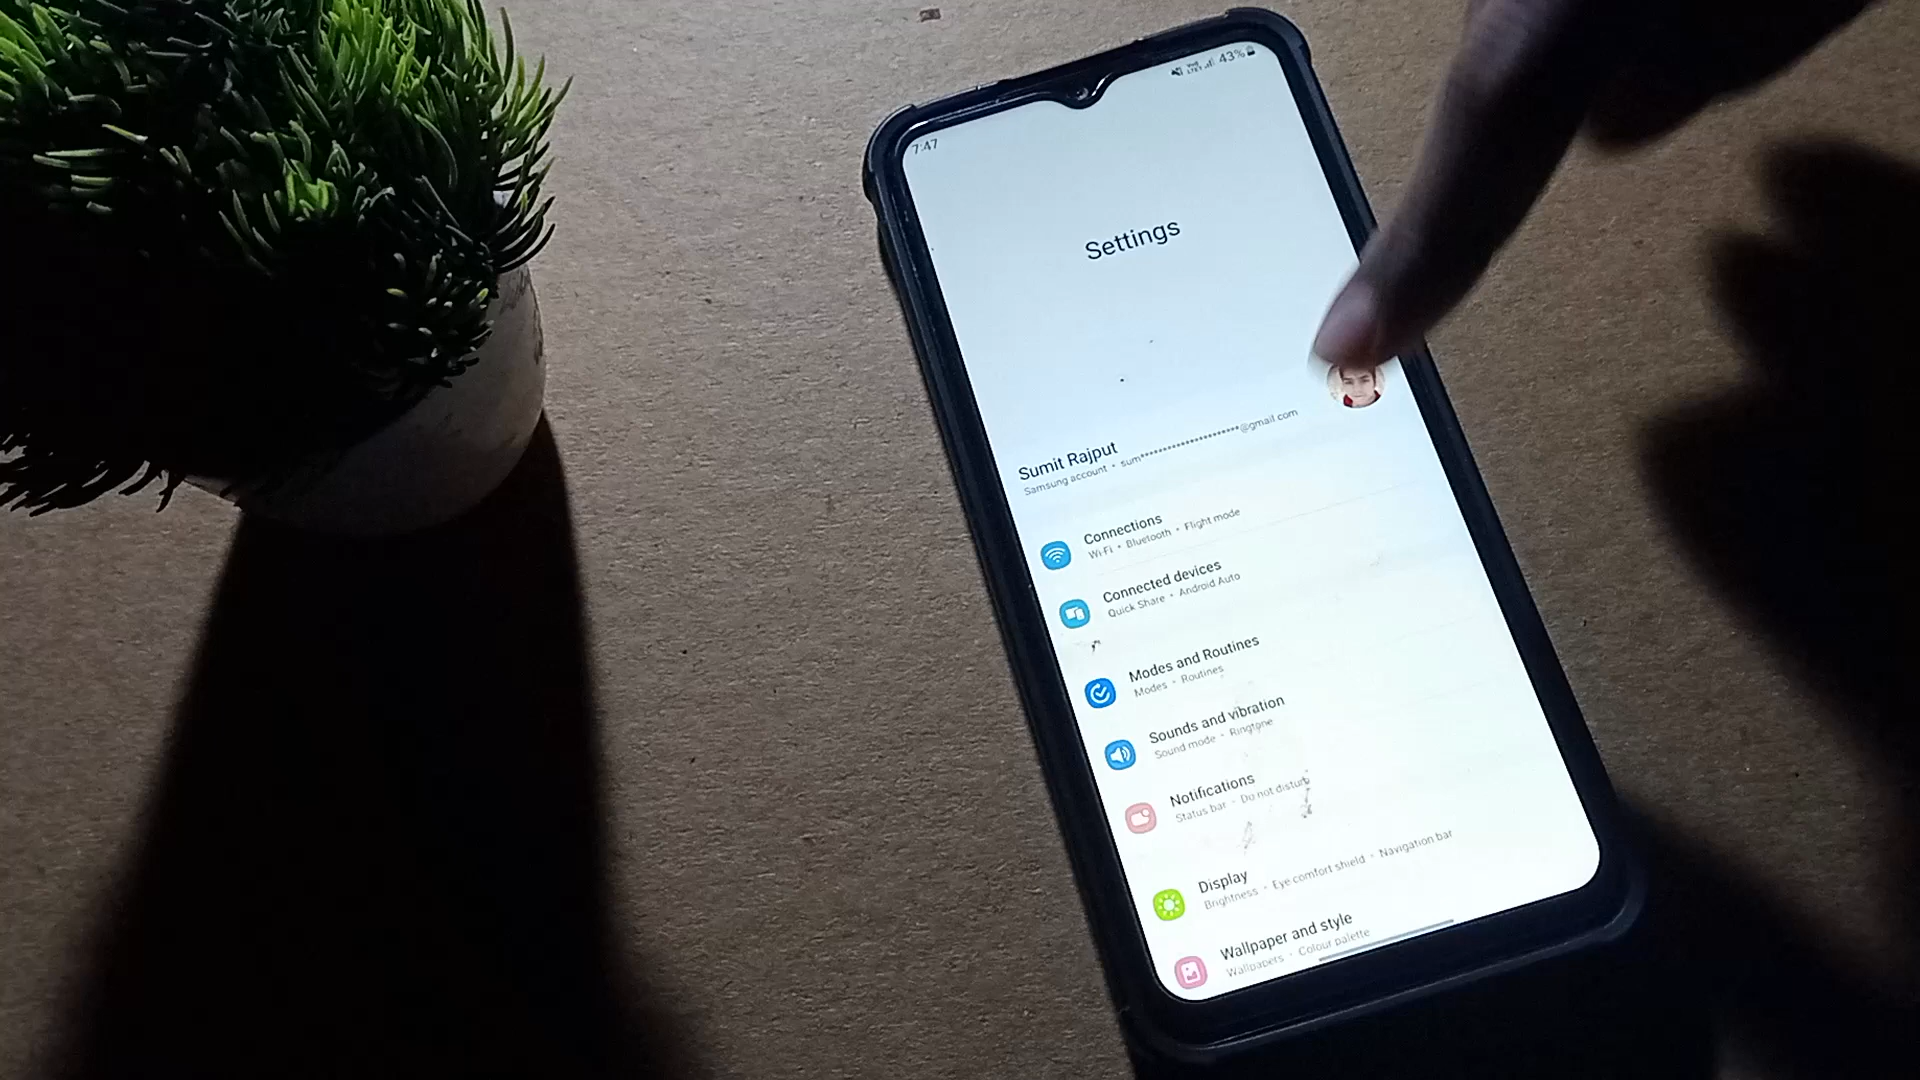 7:47
43%
Settings
Sumit Rajput
Samsung account • sum***********************@gmail.com
Connections
Wi-Fi • Bluetooth • Flight mode
Connected devices
Quick Share • Android Auto
Modes and Routines
Modes • Routines
Sounds and vibration
Sound mode • Ringtone
Notifications
Status bar • Do not disturb
Display
Brightness • Eye comfort shield • Navigation bar
Wallpaper and style
Wallpapers • Colour palette